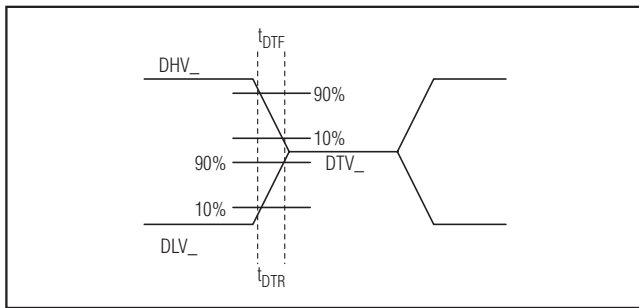 tDTF
DHV_
90%
10%
90%
DTV_
10%
DLV_
tDTR